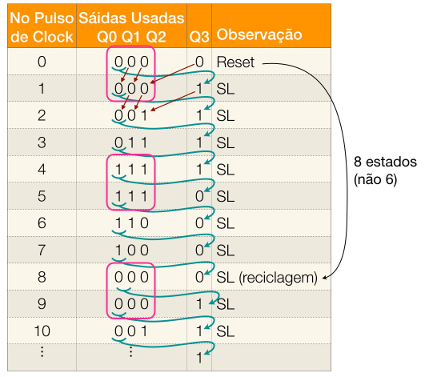 No Pulso de Clock Sáidas Usadas Q0 Q1 Q2 Q3 Observação
0 0 0 0 0 Reset
1 0 0 0 1 SL
2 0 0 1 1 SL
3 0 1 1 1 SL
4 1 1 1 1 SL
5 1 1 1 0 SL
6 1 1 0 0 SL
7 1 0 0 0 SL
8 0 0 0 0 SL (reciclagem)
9 0 0 0 1 SL
10 0 0 1 1 SL
⋮ ⋮ 1
8 estados
(não 6)